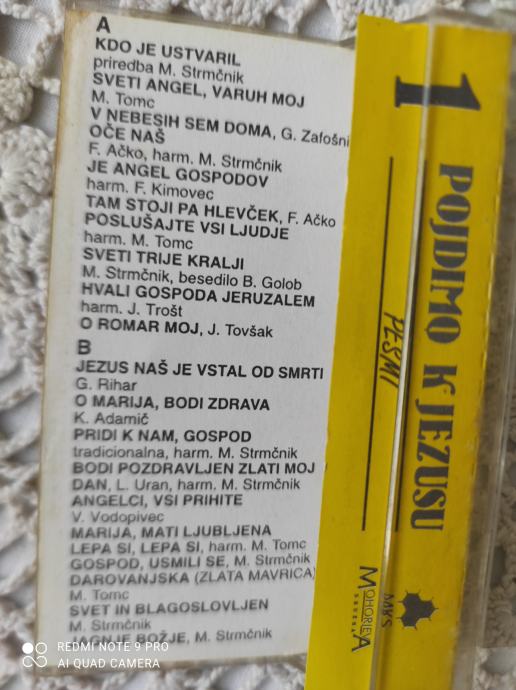 A
KDO JE USTVARIL
priredba M. Strmčnik
SVETI ANGEL, VARUH MOJ
M. Tomc
V NEBESIH SEM DOMA, G. Zafošni
OČE NAŠ
F. Ačko, harm. M. Strmčnik
JE ANGEL GOSPODOV
harm. F. Kimovec
TAM STOJI PA HLEVČEK, F. Ačko
POSLUŠAJTE VSI LJUDJE
harm. M. Tomc
SVETI TRIJE KRALJI
M. Strmčnik, besedilo B. Golob
HVALI GOSPODA JERUZALEM
harm. J. Trošt
O ROMAR MOJ, J. Tovšak
B
JEZUS NAŠ JE VSTAL OD SMRTI
G. Rihar
O MARIJA, BODI ZDRAVA
K. Adamič
PRIDI K NAM, GOSPOD
tradicionalna, harm. M. Strmčnik
BODI POZDRAVLJEN ZLATI MOJ
DAN, L. Uran, harm. M. Strmčnik
ANGELCI, VSI PRIHITE
V. Vodopivec
MARIJA, MATI LJUBLJENA
LEPA SI, LEPA SI, harm. M. Tomc
GOSPOD, USMILI SE, M. Strmčnik
DAROVANJSKA (ZLATA MAVRICA)
M. Tomc
SVET IN BLAGOSLOVLJEN
M. Strmčnik
JAGNJE BOŽJE, M. Strmčnik
1
POJDIMO K JEZUSU
PESMI
MKS
MOHORJEVA
REDMI NOTE 9 PRO
AI QUAD CAMERA